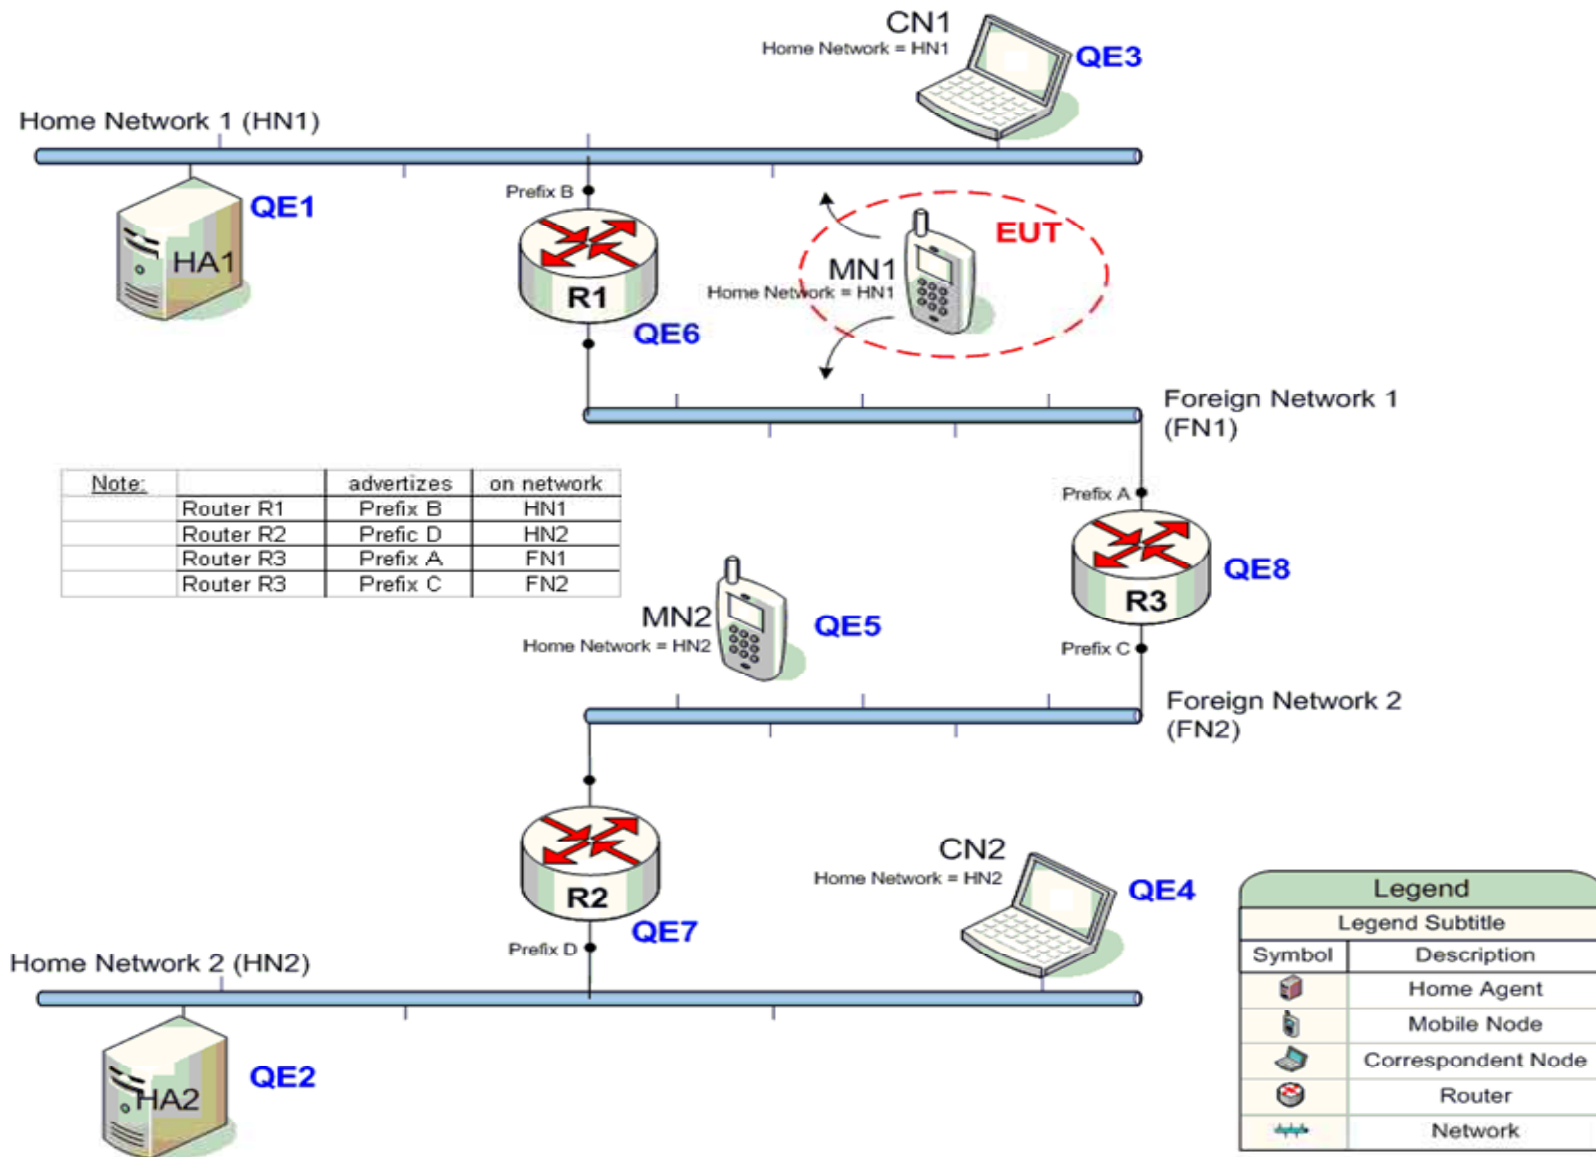 CN1
Home Network = HN1
QE3
Home Network 1 (HN1)
Prefix B
QE1
HA1
R1
QE6
EUT
MN1
Home Network = HN1
Foreign Network 1
(FN1)
Note: advertizes on network
Router R1 Prefix B HN1
Router R2 Prefic D HN2
Router R3 Prefix A FN1
Router R3 Prefix C FN2
Prefix A
R3
QE8
Prefix C
MN2
Home Network = HN2
QE5
Foreign Network 2
(FN2)
R2
QE7
Prefix D
CN2
Home Network = HN2
QE4
Home Network 2 (HN2)
HA2
QE2
Legend
Legend Subtitle
Symbol Description
Home Agent
Mobile Node
Correspondent Node
Router
Network